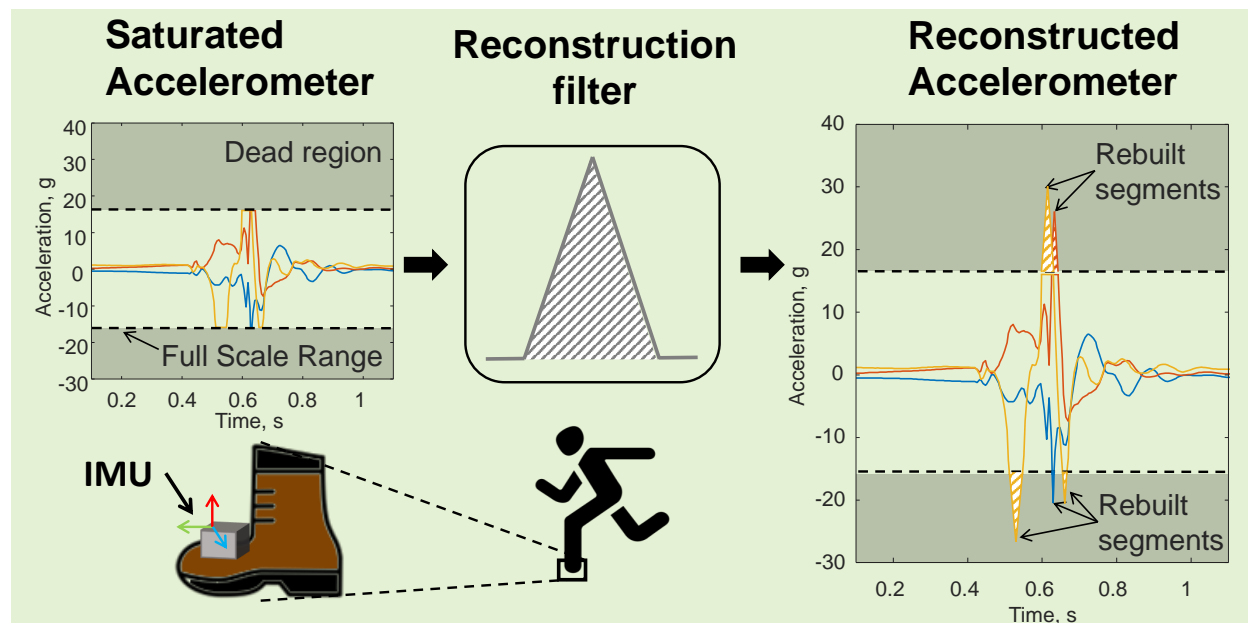 Saturated
Accelerometer
Reconstruction
filter
Reconstructed
Accelerometer
40
30
20
10
0
-10
-20
-30
Acceleration, g
Dead region
Full Scale Range
0.2
0.4
0.6
0.8
1
Time, s
40
30
20
10
0
-10
-20
-30
Acceleration, g
Rebuilt
segments
Rebuilt
segments
0.2
0.4
0.6
0.8
1
Time, s
IMU